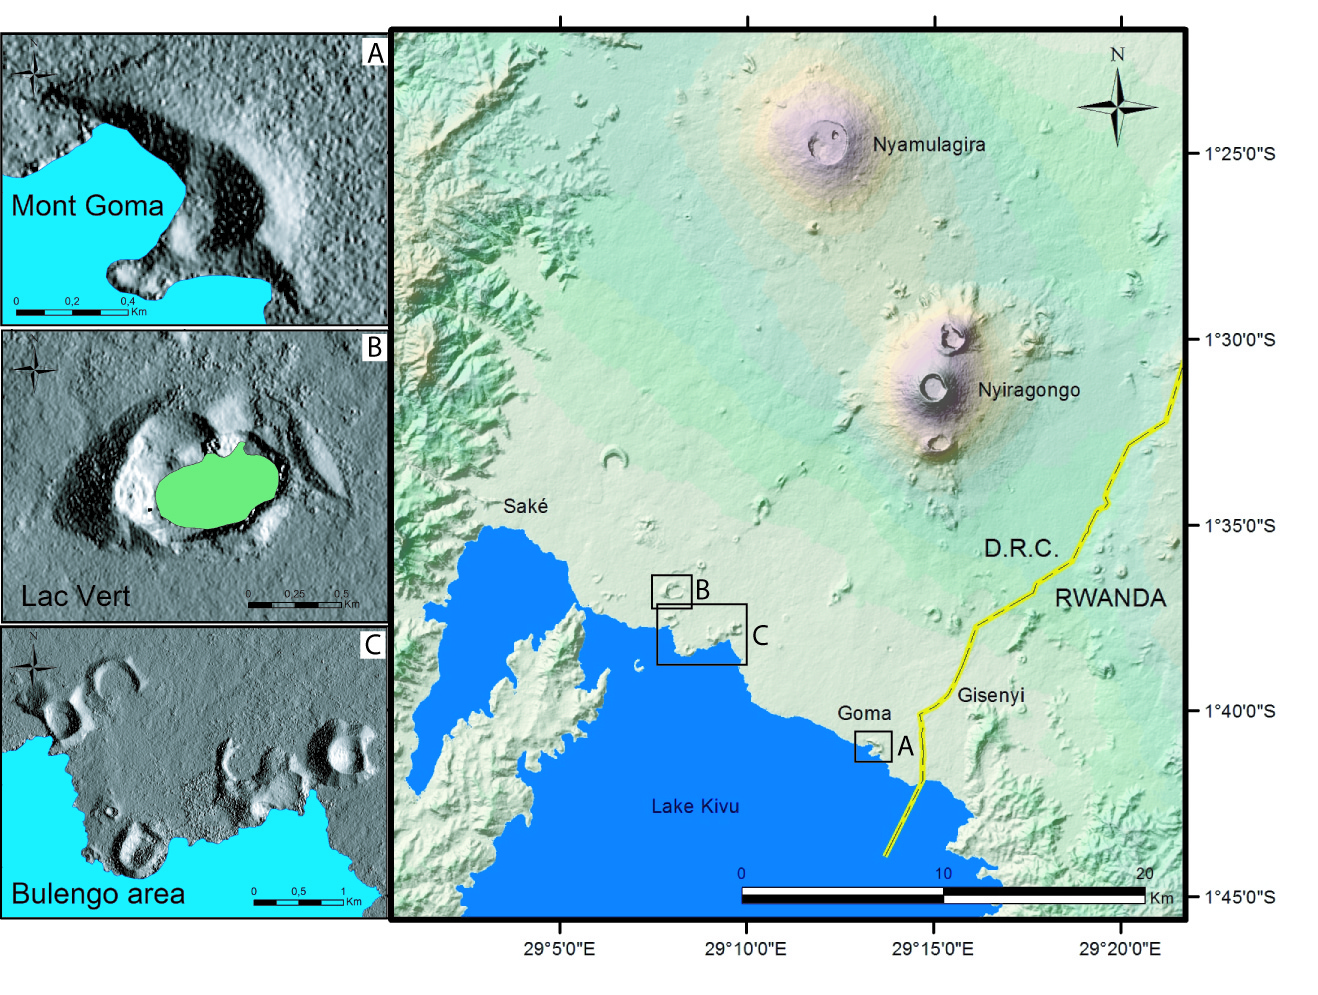 A
N
Mont Goma
0 0,2 0,4
Km
B
Lac Vert
0 0,25 0,5
Km
C
N
Bulengo area
0 0,5 1
Km
N
Nyamulagira
Nyiragongo
Saké
D.R.C.
RWANDA
B
C
Gisenyi
Goma
A
Lake Kivu
0 10 20
Km
1°25'0"S
1°30'0"S
1°35'0"S
1°40'0"S
1°45'0"S
29°5'0"E 29°10'0"E 29°15'0"E 29°20'0"E